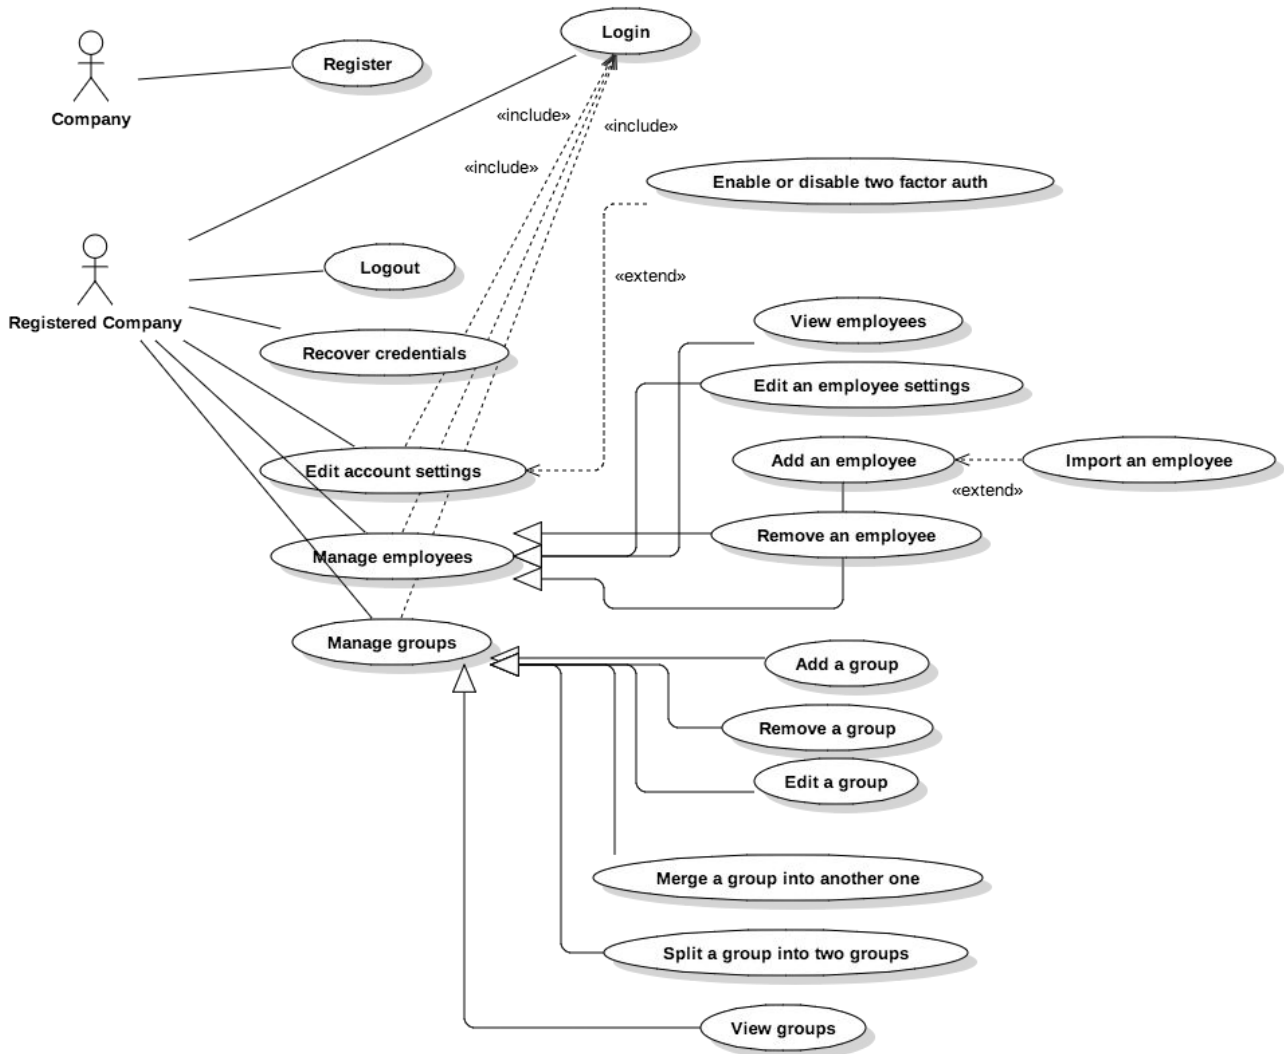 Login
Register
Company
«include»
«include»
«include»
Enable or disable two factor auth
Logout
«extend»
Registered Company
View employees
Recover credentials
Edit an employee settings
Edit account settings
Add an employee
Import an employee
«extend»
Manage employees
Remove an employee
Manage groups
Add a group
Remove a group
Edit a group
Merge a group into another one
Split a group into two groups
View groups